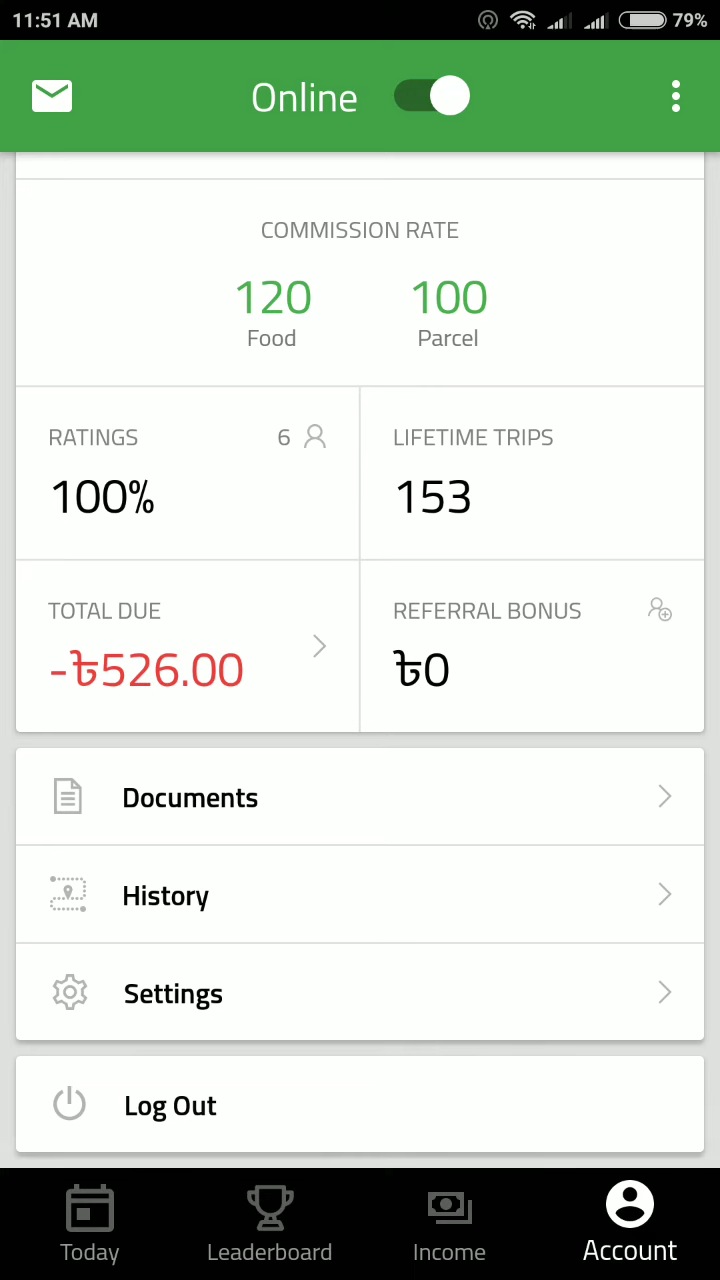 11:51 AM 79%
Online
COMMISSION RATE
120 100
Food Parcel
RATINGS 6 LIFETIME TRIPS
100% 153
TOTAL DUE REFERRAL BONUS
-৳526.00 ৳0
Documents
History
Settings
Log Out
Today Leaderboard Income Account